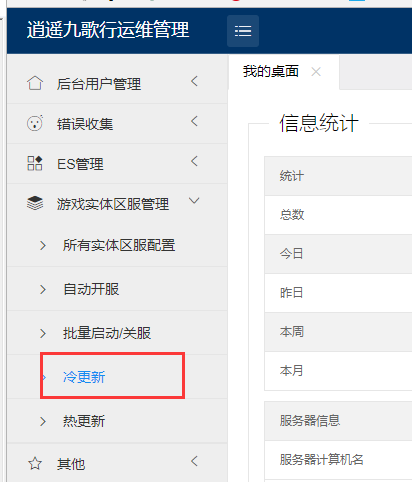 逍遥九歌行运维管理
后台用户管理
错误收集
ES管理
游戏实体区服管理
所有实体区服配置
自动开服
批量启动/关服
冷更新
热更新
其他
我的桌面
信息统计
统计
总数
今日
昨日
本周
本月
服务器信息
服务器计算机名